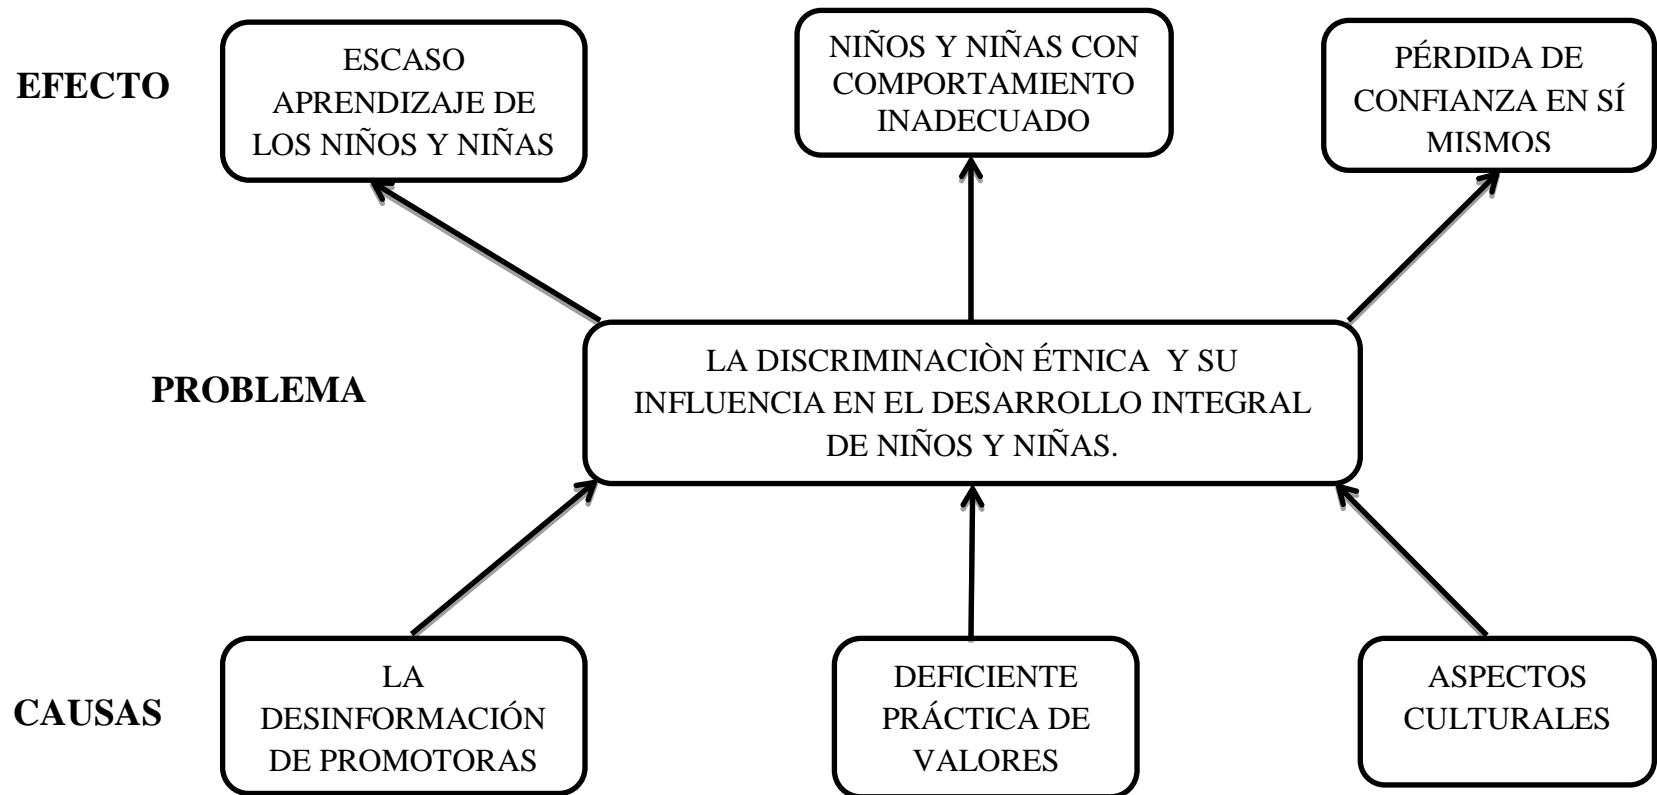 EFECTO
ESCASO
APRENDIZAJE DE
LOS NIÑOS Y NIÑAS
NIÑOS Y NIÑAS CON
COMPORTAMIENTO
INADECUADO
PÉRDIDA DE
CONFIANZA EN SÍ
MISMOS
PROBLEMA
LA DISCRIMINACIÒN ÉTNICA Y SU
INFLUENCIA EN EL DESARROLLO INTEGRAL
DE NIÑOS Y NIÑAS.
CAUSAS
LA
DESINFORMACIÓN
DE PROMOTORAS
DEFICIENTE
PRÁCTICA DE
VALORES
ASPECTOS
CULTURALES